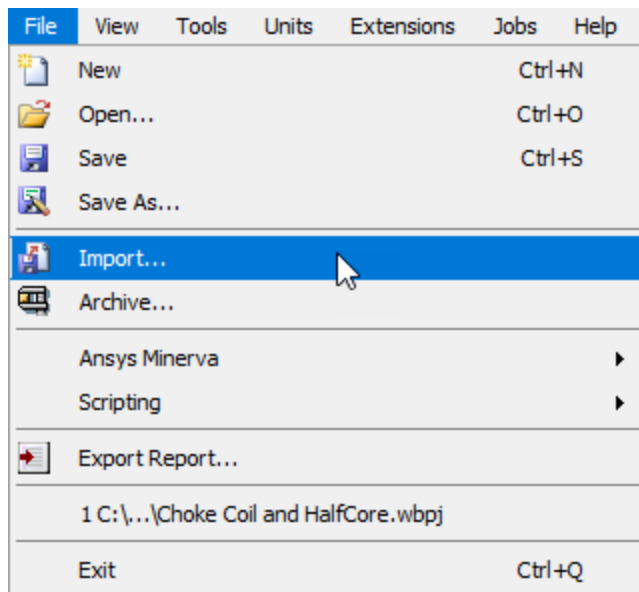 File View Tools Units Extensions Jobs Help
New Ctrl+N
Open... Ctrl+O
Save Ctrl+S
Save As...
Import...
Archive...
Ansys Minerva
Scripting
Export Report...
1 C:\...\Choke Coil and HalfCore.wbpj
Exit Ctrl+Q